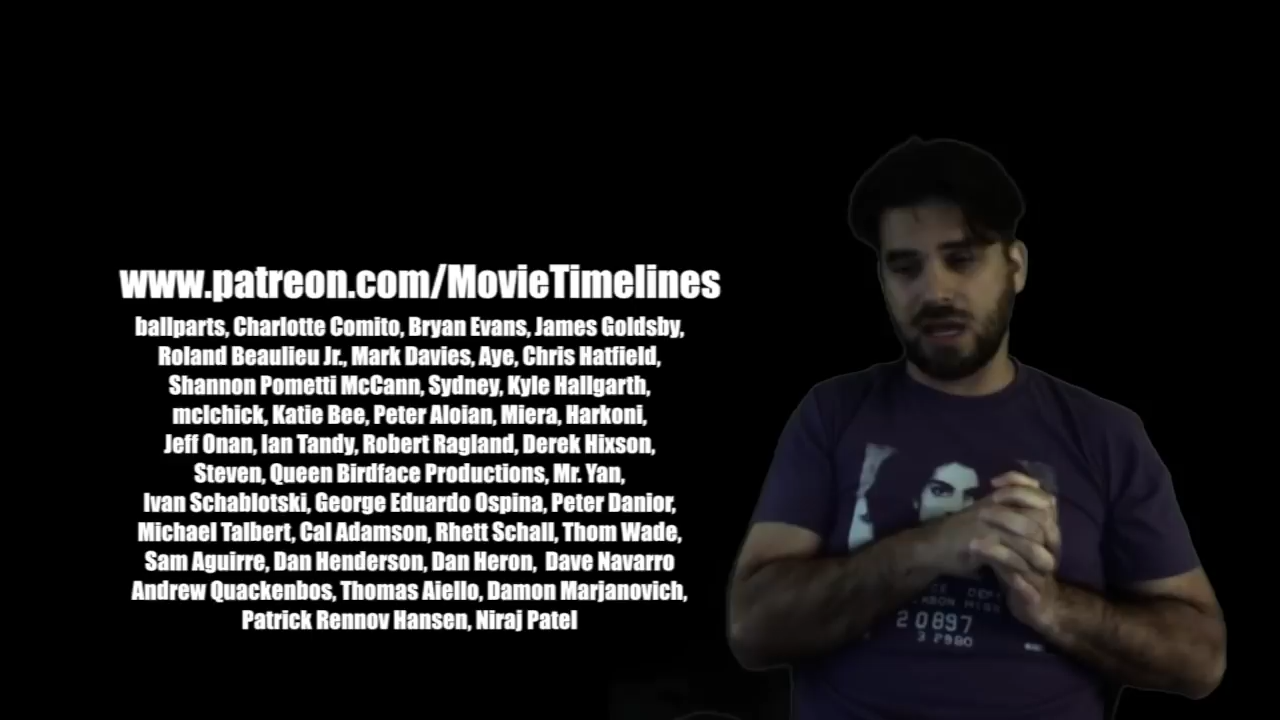 www.patreon.com/MovieTimelines
ballparts, Charlotte Comito, Bryan Evans, James Goldsby,
Roland Beaulieu Jr., Mark Davies, Aye, Chris Hatfield,
Shannon Pometti McCann, Sydney, Kyle Hallgarth,
mclchick, Katie Bee, Peter Aloian, Miera, Harkoni,
Jeff Onan, Ian Tandy, Robert Ragland, Derek Hixson,
Steven, Queen Birdface Productions, Mr. Yan,
Ivan Schablotski, George Eduardo Ospina, Peter Danior,
Michael Talbert, Cal Adamson, Rhett Schall, Thom Wade,
Sam Aguirre, Dan Henderson, Dan Heron, Dave Navarro
Andrew Quackenbos, Thomas Aiello, Damon Marjanovich,
Patrick Rennov Hansen, Niraj Patel
20897